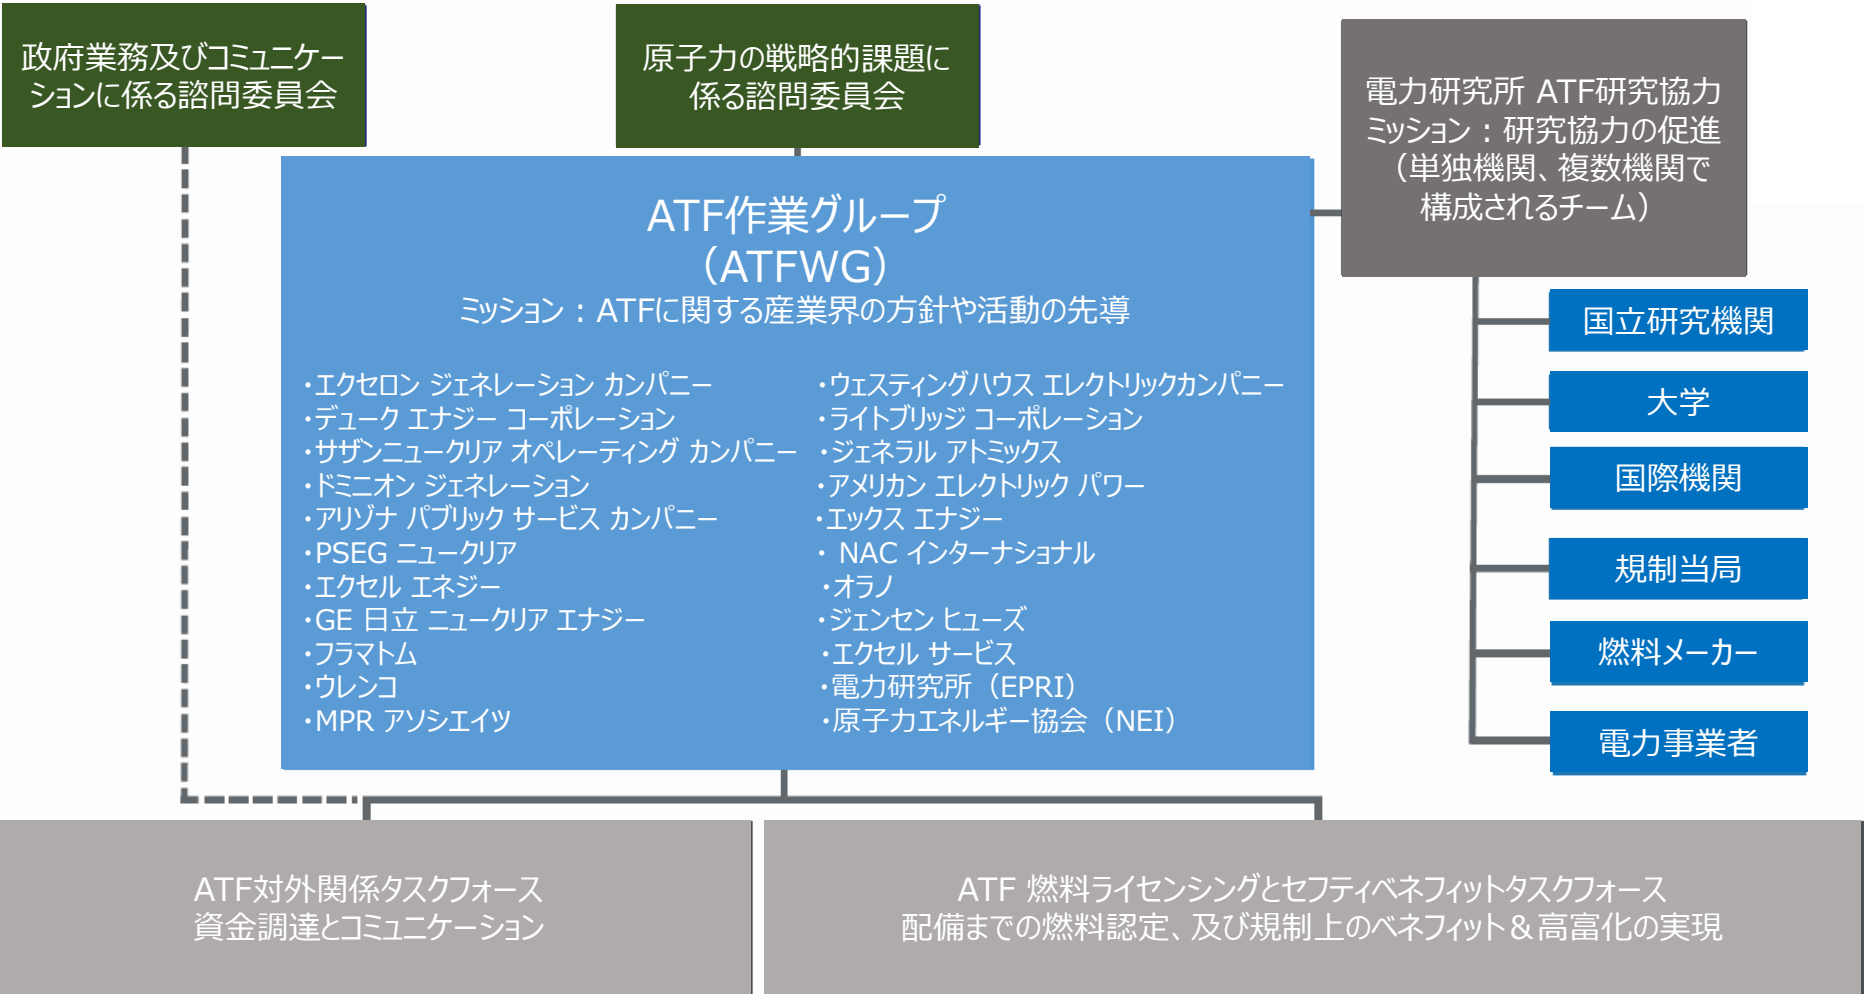 政府業務及びコミュニケー
ションに係る諮問委員会
原子力の戦略的課題に
係る諮問委員会
電力研究所 ATF研究協力
ミッション：研究協力の促進
（単独機関、複数機関で
構成されるチーム）
ATF作業グループ
（ATFWG）
ミッション：ATFに関する産業界の方針や活動の先導
・エクセロン ジェネレーション カンパニー
・デューク エナジー コーポレーション
・サザンニュークリア オペレーティング カンパニー
・ドミニオン ジェネレーション
・アリゾナ パブリック サービス カンパニー
・PSEG ニュークリア
・エクセル エネジー
・GE 日立 ニュークリア エナジー
・フラマトム
・ウレンコ
・MPR アソシエイツ
・ウェスティングハウス エレクトリックカンパニー
・ライトブリッジ コーポレーション
・ジェネラル アトミックス
・アメリカン エレクトリック パワー
・エックス エナジー
・ NAC インターナショナル
・オラノ
・ジェンセン ヒューズ
・エクセル サービス
・電力研究所（EPRI）
・原子力エネルギー協会（NEI）
国立研究機関
大学
国際機関
規制当局
燃料メーカー
電力事業者
ATF対外関係タスクフォース
資金調達とコミュニケーション
ATF 燃料ライセンシングとセフティベネフィットタスクフォース
配備までの燃料認定、及び規制上のベネフィット＆高富化の実現